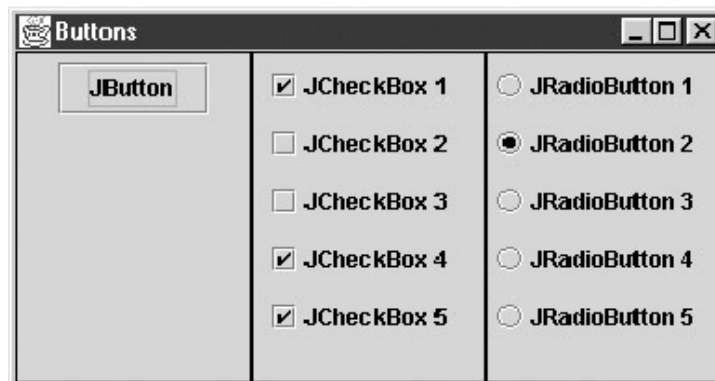 Buttons
JButton
JCheckBox 1
JCheckBox 2
JCheckBox 3
JCheckBox 4
JCheckBox 5
JRadioButton 1
JRadioButton 2
JRadioButton 3
JRadioButton 4
JRadioButton 5